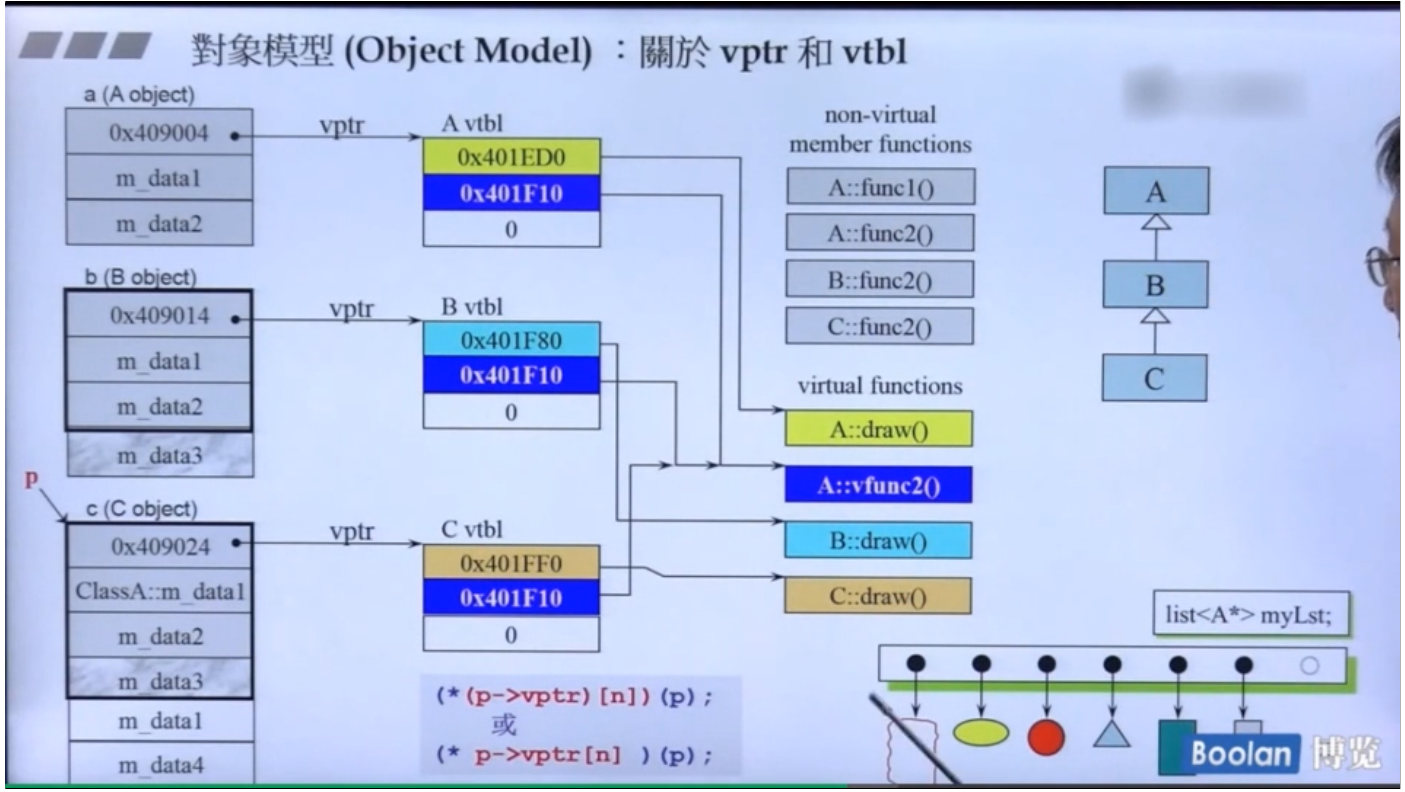 對象模型 (Object Model) ：關於 vptr 和 vtbl
a (A object)
0x409004
m_data1
m_data2
vptr
A vtbl
0x401ED0
0x401F10
0
b (B object)
0x409014
m_data1
m_data2
m_data3
vptr
B vtbl
0x401F80
0x401F10
0
p
c (C object)
0x409024
ClassA::m_data1
m_data2
m_data3
m_data1
m_data4
vptr
C vtbl
0x401FF0
0x401F10
0
(*(p->vptr)[n])(p);
或
(* p->vptr[n] )(p);
non-virtual
member functions
A::func1()
A::func2()
B::func2()
C::func2()
virtual functions
A::draw()
A::vfunc2()
B::draw()
C::draw()
A
B
C
list<A*> myLst;
Boolan 博览